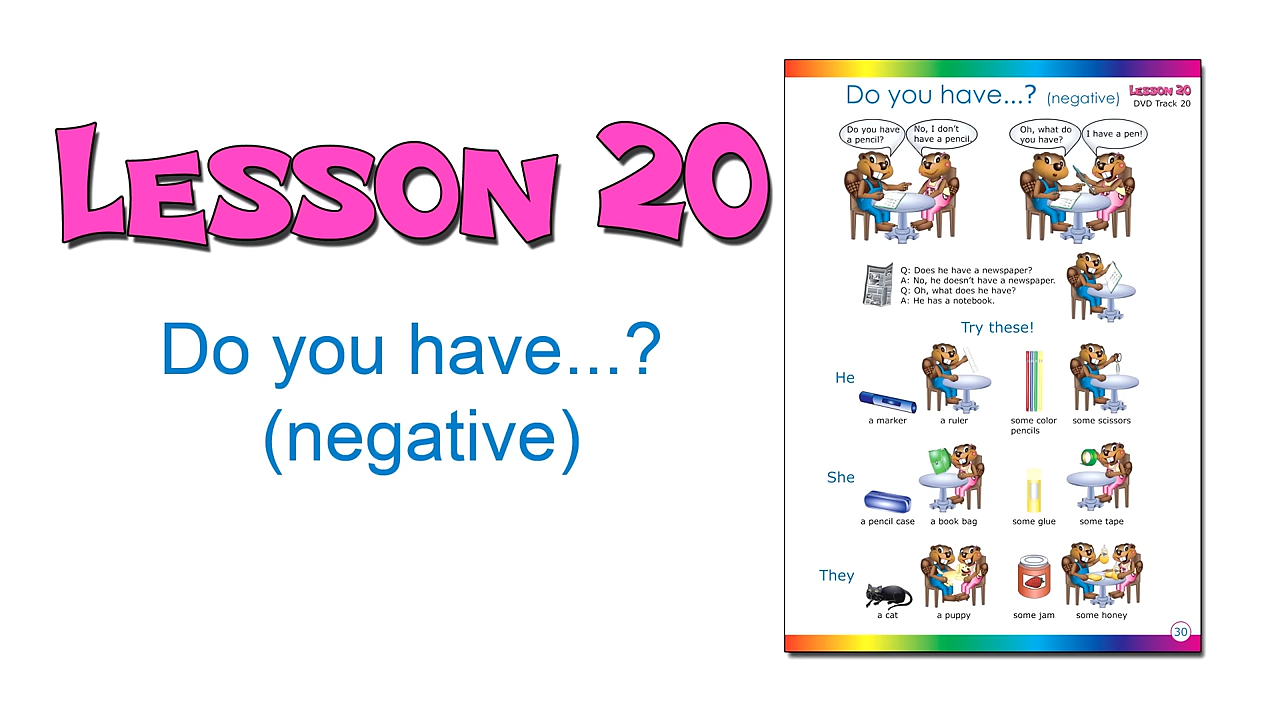 LESSON 20
Do you have...?
(negative)
Do you have...? (negative)
LESSON 20
DVD Track 20
Do you have
a pencil?
No, I don't
have a pencil.
Oh, what do
you have?
I have a pen!
Q: Does he have a newspaper?
A: No, he doesn't have a newspaper.
Q: Oh, what does he have?
A: He has a notebook.
Try these!
He
a marker
a ruler
some color
pencils
some scissors
She
a pencil case
a book bag
some glue
some tape
They
a cat
a puppy
some jam
some honey
30